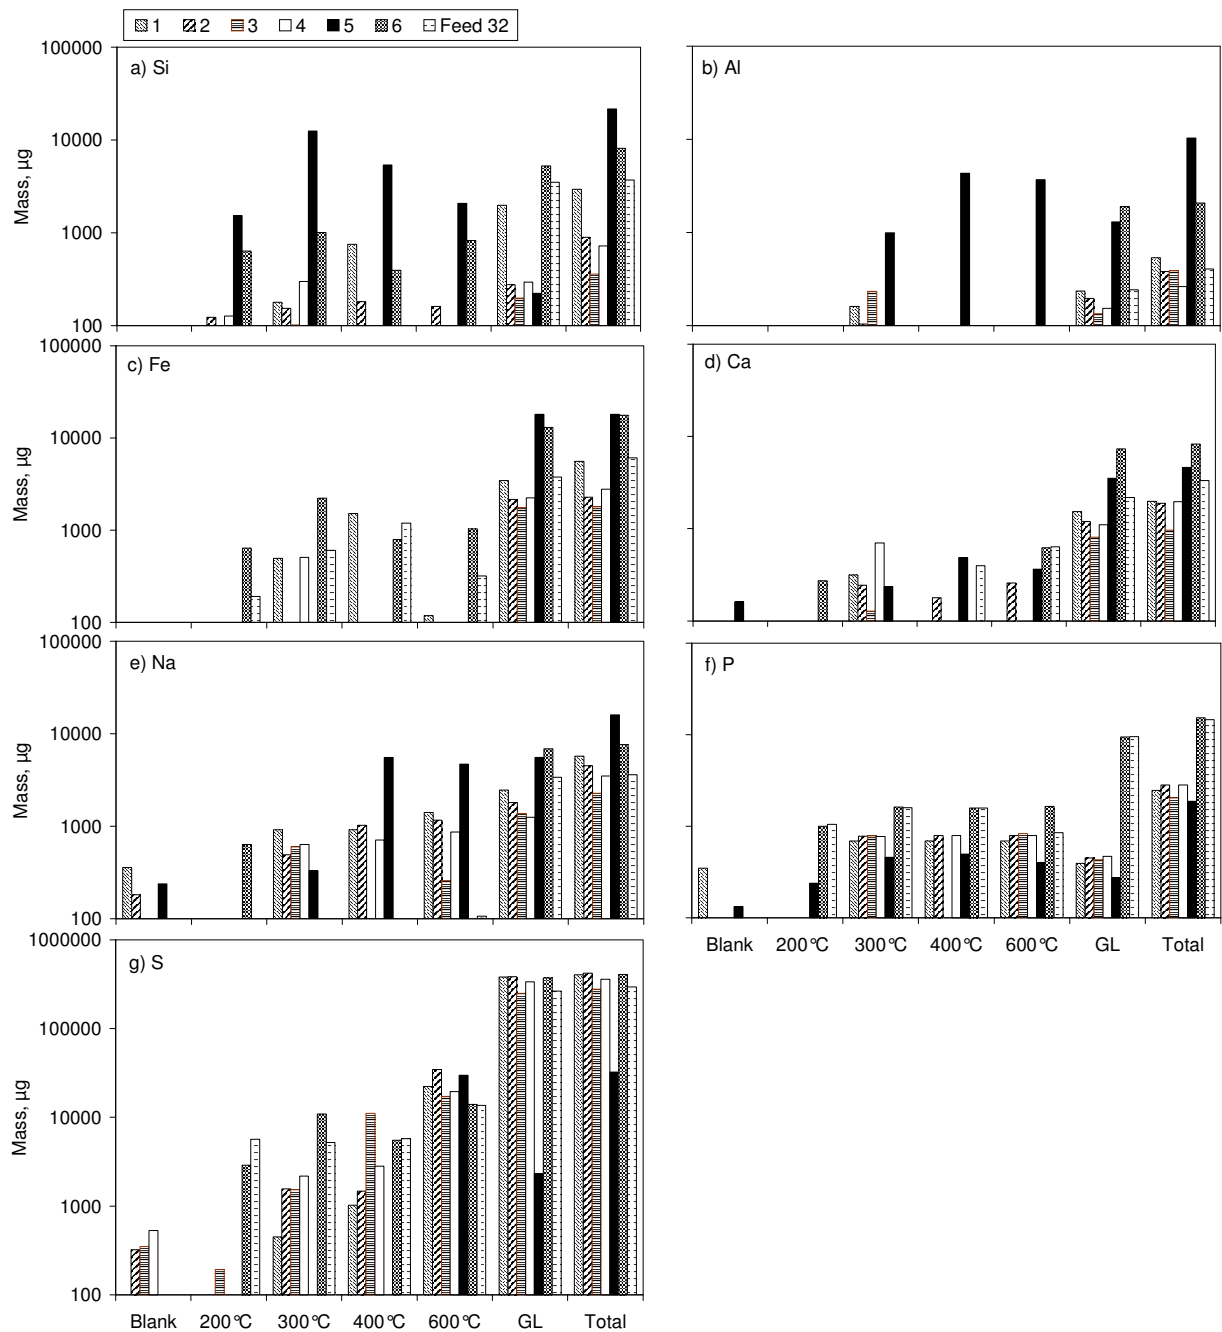 1 2 3 4 5 6 Feed 32
100000
10000
1000
100
Mass, µg
a) Si
b) Al
100000
10000
1000
100
Mass, µg
c) Fe
d) Ca
100000
10000
1000
100
Mass, µg
e) Na
f) P
Blank 200°C 300°C 400°C 600°C GL Total
1000000
100000
10000
1000
100
Mass, µg
g) S
Blank 200°C 300°C 400°C 600°C GL Total